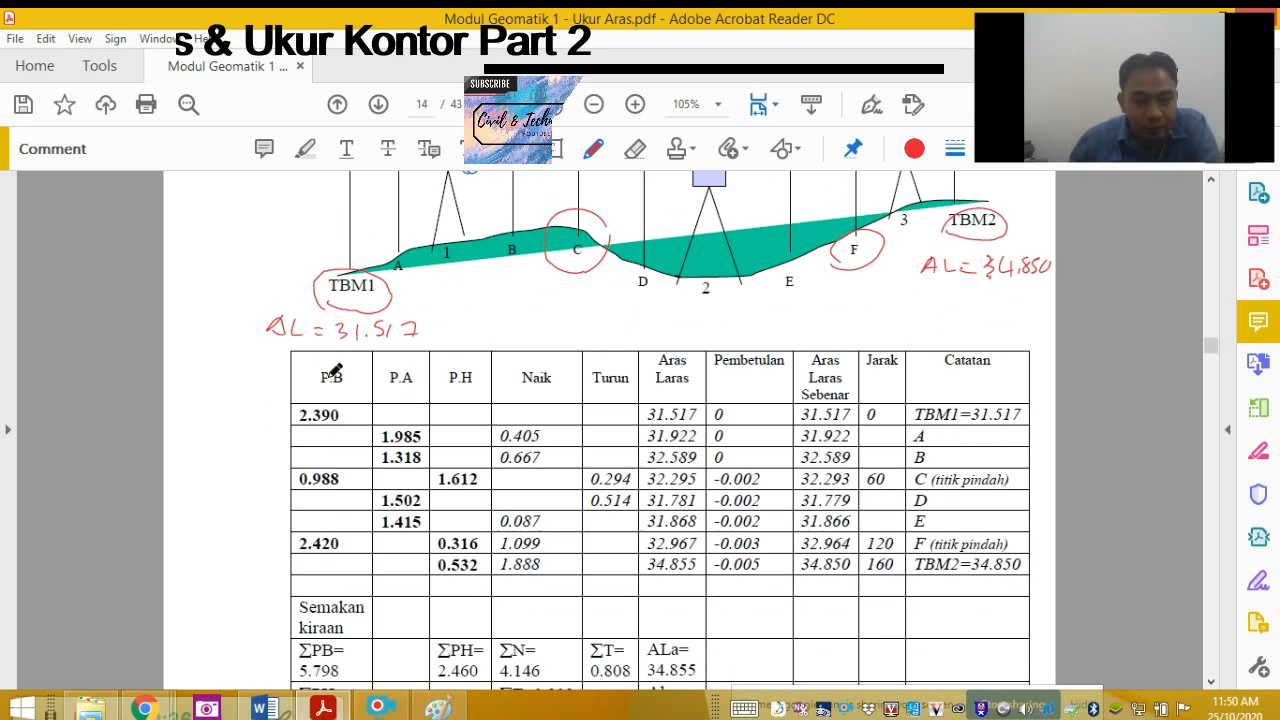 Modul Geomatik 1 - Ukur Aras.pdf - Adobe Acrobat Reader DC
File Edit View Sign Window
s & Ukur Kontor Part 2
Home Tools Modul Geomatik 1 ... ×
SUBSCRIBE
Civil & Techn
YOUTUB
14 / 43
105%
Comment
A 1 B C D 2 E F 3
TBM1
TBM2
AL = 31.517
AL = 34.850
P.B P.A P.H Naik Turun Aras Laras Pembetulan Aras Laras Sebenar Jarak Catatan
2.390 31.517 0 31.517 0 TBM1=31.517
1.985 0.405 31.922 0 31.922 A
1.318 0.667 32.589 0 32.589 B
0.988 1.612 0.294 32.295 -0.002 32.293 60 C (titik pindah)
1.502 0.514 31.781 -0.002 31.779 D
1.415 0.087 31.868 -0.002 31.866 E
2.420 0.316 1.099 32.967 -0.003 32.964 120 F (titik pindah)
0.532 1.888 34.855 -0.005 34.850 160 TBM2=34.850
Semakan
kiraan
∑PB= ∑PH= ∑N= ∑T= ALa=
5.798 2.460 4.146 0.808 34.855
11:50 AM
25/10/2020